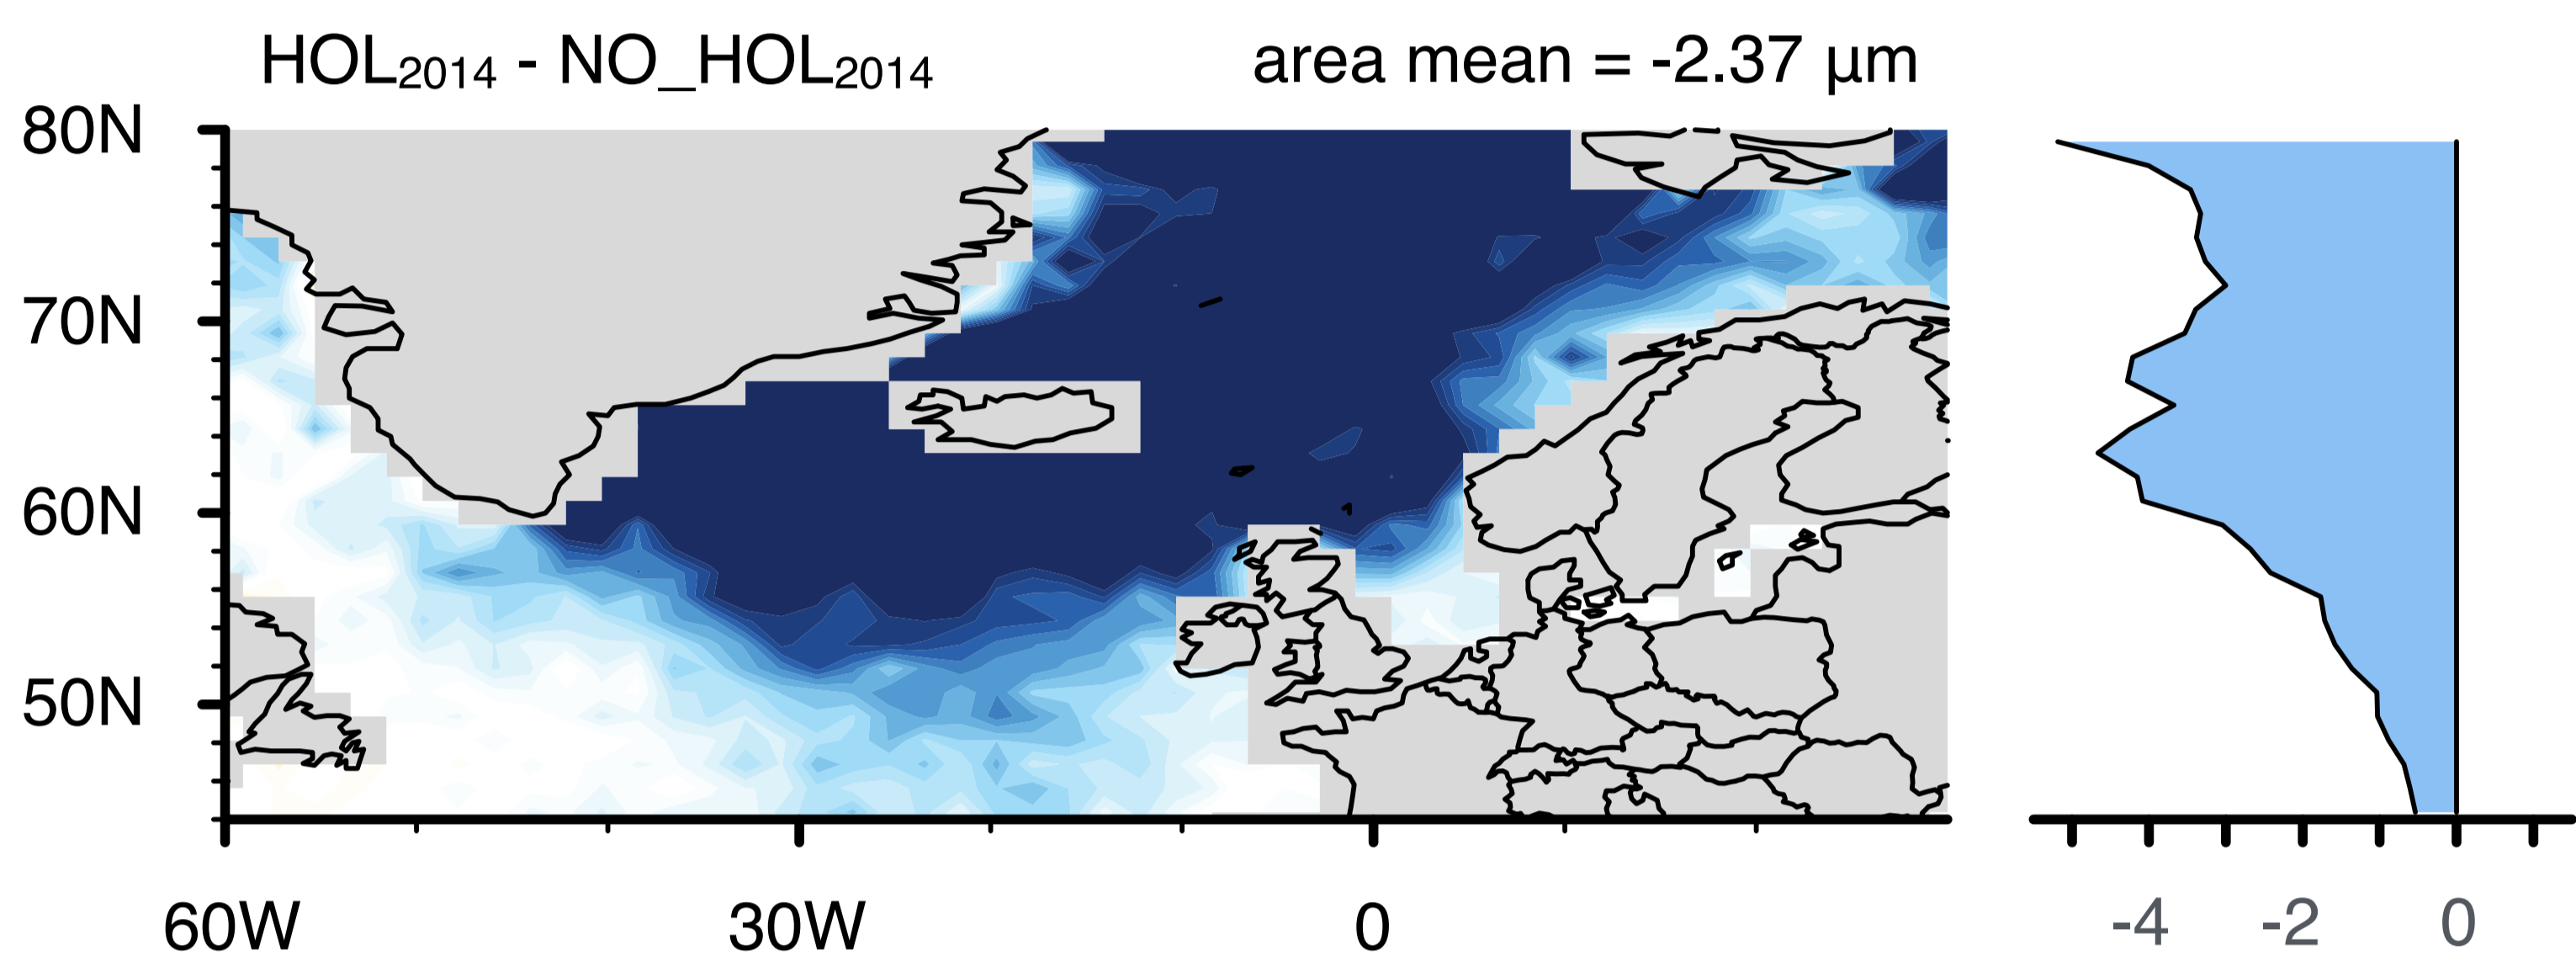 HOL2014 - NO_HOL2014 area mean = -2.37 µm
80N
70N
60N
50N
60W 30W 0 -4 -2 0